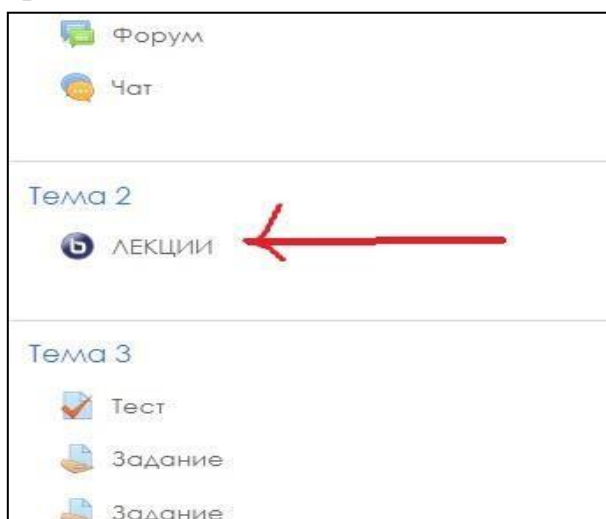 Форум
Чат
Тема 2
ЛЕКЦИИ
Тема 3
Тест
Задание
Задание